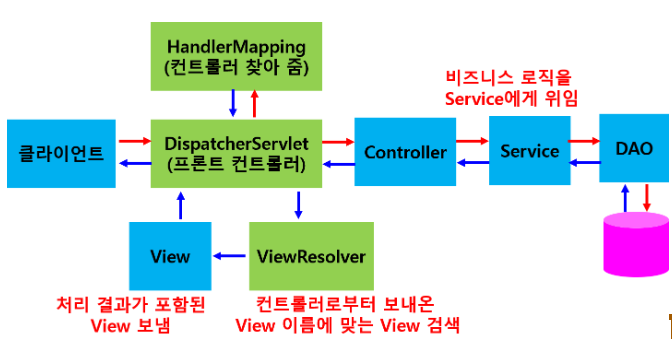 HandlerMapping
(컨트롤러 찾아 줌)
비즈니스 로직을
Service에게 위임
클라이언트
DispatcherServlet
(프론트 컨트롤러)
Controller
Service
DAO
View
ViewResolver
처리 결과가 포함된
View 보냄
컨트롤러로부터 보내온
View 이름에 맞는 View 검색